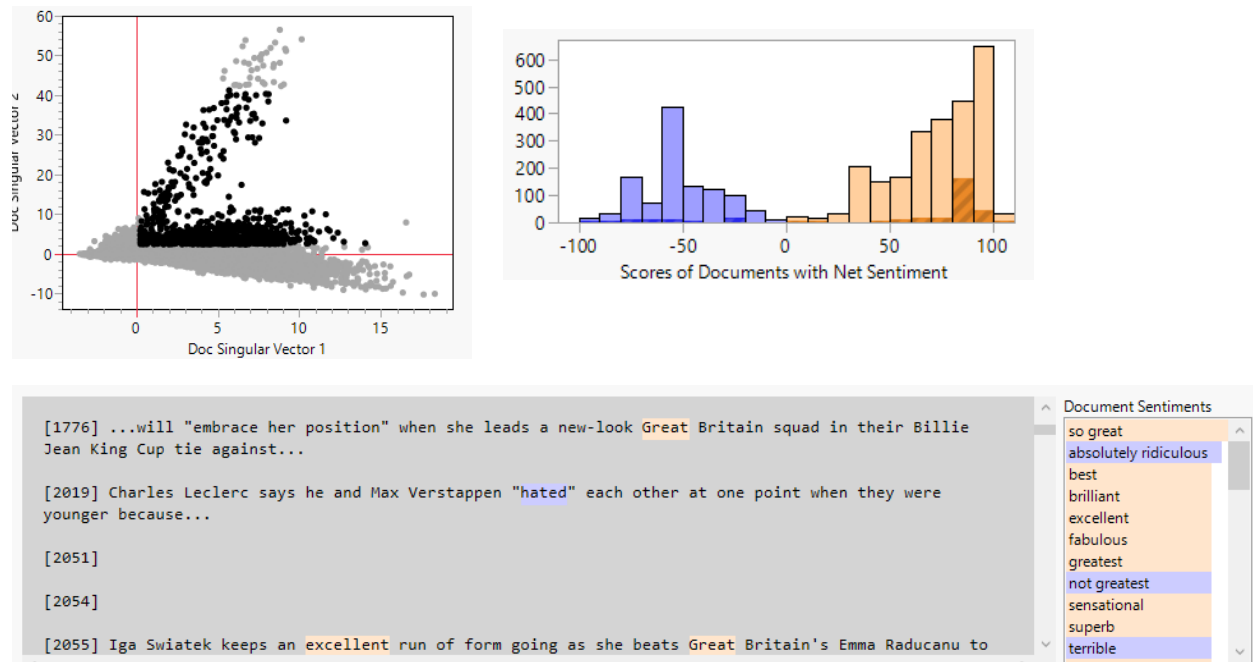 60
50
40
30
20
10
0
-10
0 5 10 15
Doc Singular Vector 1
Doc Singular Vector 2
600
500
400
300
200
100
0
-100 -50 0 50 100
Scores of Documents with Net Sentiment
[1776] ...will "embrace her position" when she leads a new-look Great Britain squad in their Billie
Jean King Cup tie against...
[2019] Charles Leclerc says he and Max Verstappen "hated" each other at one point when they were
younger because...
[2051]
[2054]
[2055] Iga Swiatek keeps an excellent run of form going as she beats Great Britain's Emma Raducanu to
Document Sentiments
so great
absolutely ridiculous
best
brilliant
excellent
fabulous
greatest
not greatest
sensational
superb
terrible